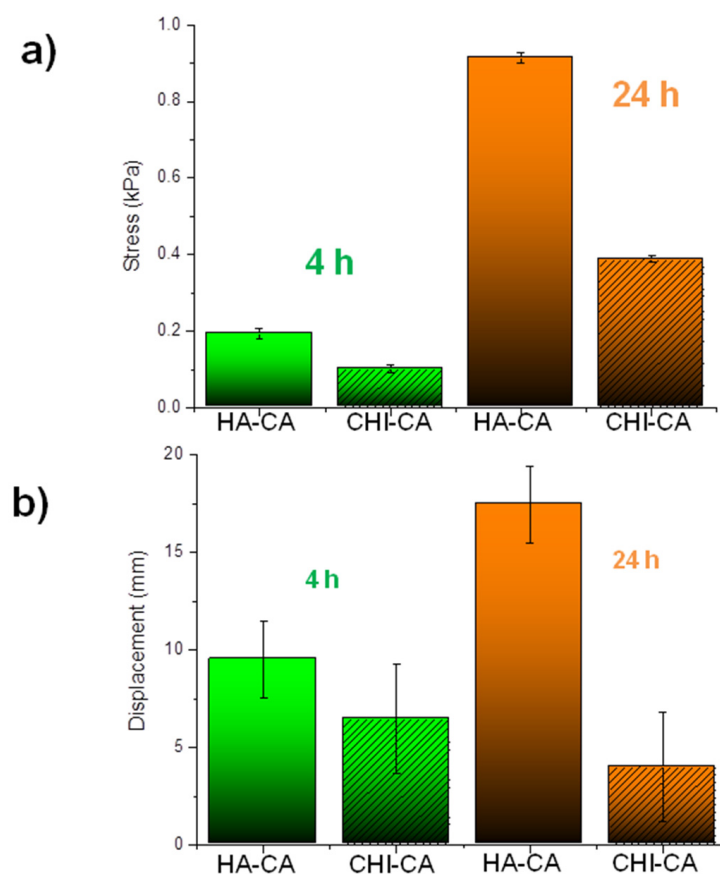 a)
Stress (kPa)
1.0
0.8
0.6
0.4
0.2
0.0
4 h
24 h
HA-CA CHI-CA HA-CA CHI-CA
b)
Displacement (mm)
20
15
10
5
0
4 h
24 h
HA-CA CHI-CA HA-CA CHI-CA